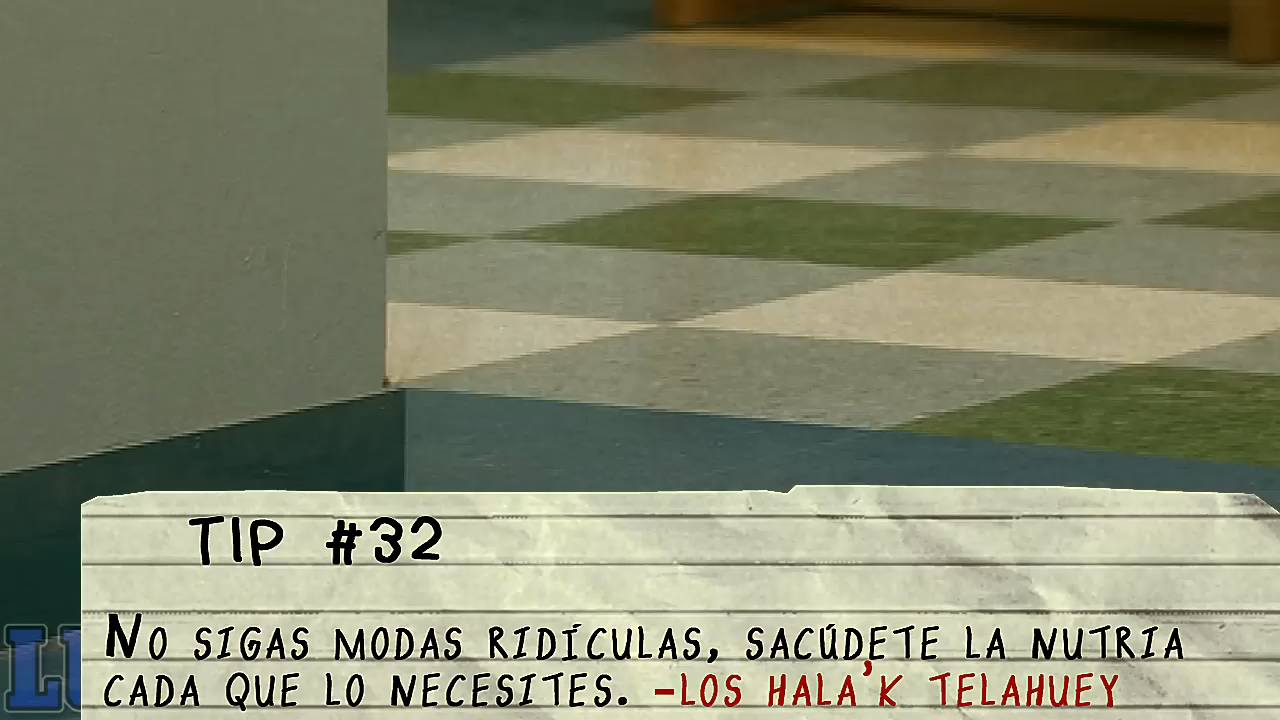 TIP #32
NO SIGAS MODAS RIDÍCULAS, SACÚDETE LA NUTRIA
CADA QUE LO NECESITES. -LOS HALA'K TELAHUEY